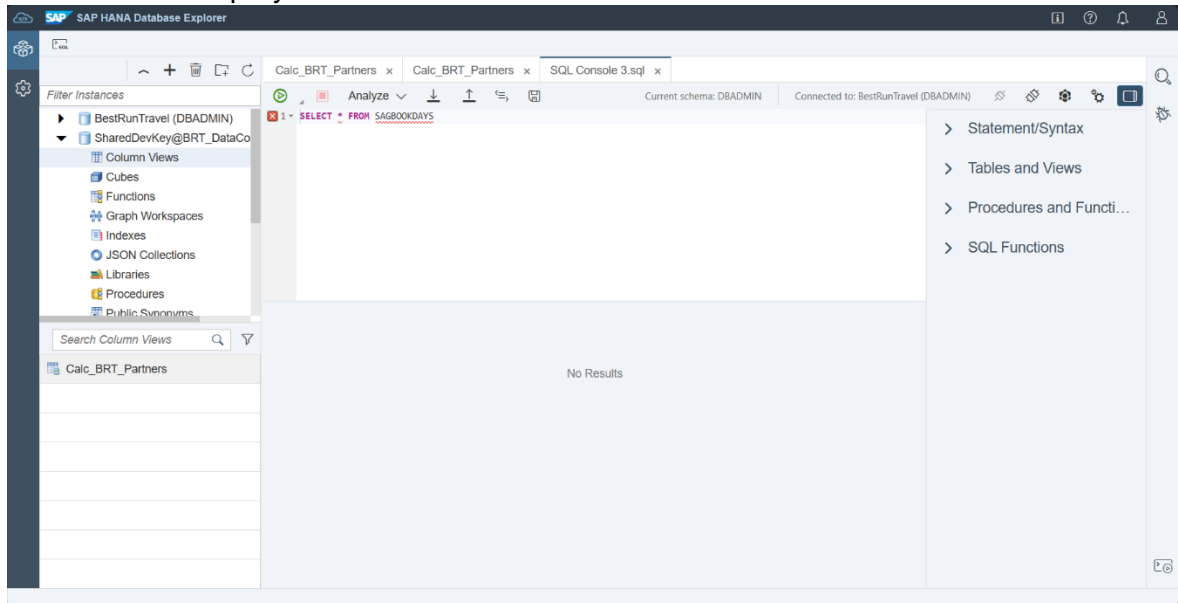 SAP SAP HANA Database Explorer
SQL
Calc_BRT_Partners x Calc_BRT_Partners x SQL Console 3.sql x
Filter Instances
Analyze
Current schema: DBADMIN Connected to: BestRunTravel (DBADMIN)
BestRunTravel (DBADMIN)
SharedDevKey@BRT_DataCo
Column Views
Cubes
Functions
Graph Workspaces
Indexes
JSON Collections
Libraries
Procedures
Public Synonyms
1 SELECT * FROM SAGBOOKDAYS
Statement/Syntax
Tables and Views
Procedures and Functi...
SQL Functions
Search Column Views
Calc_BRT_Partners
No Results